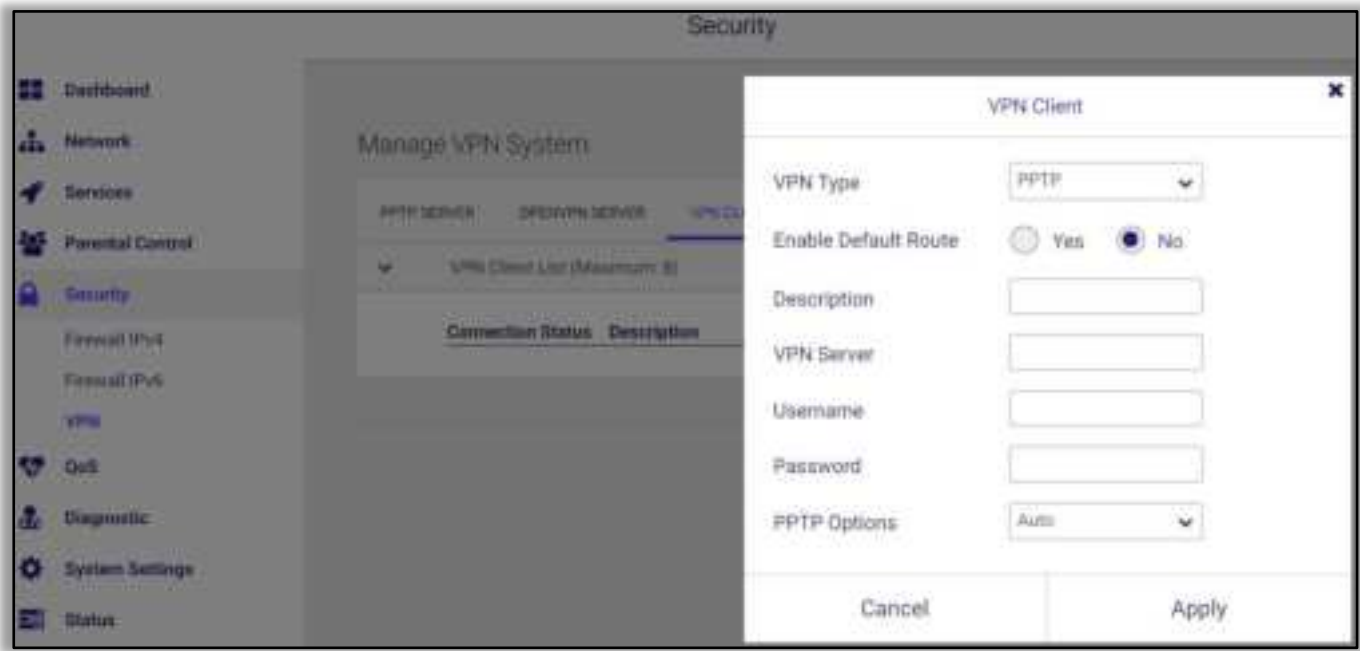 Security
Dashboard
Network
Services
Parental Control
Security
Firewall IPv4
Firewall IPv6
VPN
QoS
Diagnostic
System Settings
Status
Manage VPN System
PPTP SERVER OPENVPN SERVER VPN CL
VPN Client List (Maximum: 8)
Connection Status Description
VPN Client
VPN Type PPTP
Enable Default Route Yes No
Description
VPN Server
Username
Password
PPTP Options Auto
Cancel Apply